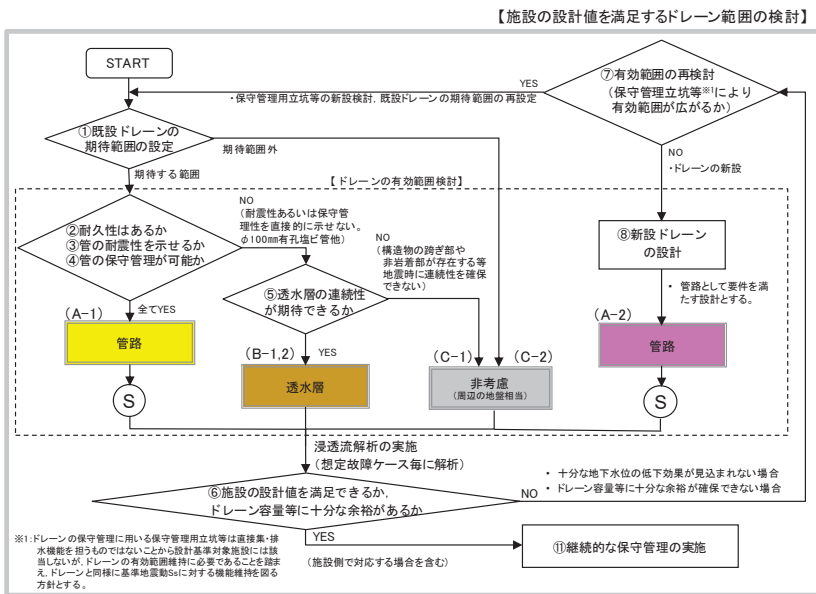 【施設の設計値を満足するドレーン範囲の検討】
START
YES
・保守管理用立坑等の新設検討，既設ドレーンの期待範囲の再設定
⑦有効範囲の再検討
（保守管理立坑等※1により
有効範囲が広がるか）
①既設ドレーンの
期待範囲の設定
期待範囲外
期待する範囲
NO
・ドレーンの新設
【ドレーンの有効範囲検討】
②耐久性はあるか
③管の耐震性を示せるか
④管の保守管理が可能か
NO
（耐震性あるいは保守管
理性を直接的に示せない。
φ100mm有孔塩ビ管他）
NO
（構造物の跨ぎ部や
非岩着部が存在する等
地震時に連続性を確保
できない）
⑧新設ドレーン
の設計
⑤透水層の連続性
が期待できるか
・ 管路として要件を満
たす設計とする。
(A-1)
全てYES
管路
(B-1,2)
YES
透水層
(C-1)
(C-2)
非考慮
（周辺の地盤相当）
(A-2)
管路
S
S
浸透流解析の実施
（想定故障ケース毎に解析）
⑥施設の設計値を満足できるか，
ドレーン容量等に十分な余裕があるか
NO
・ 十分な地下水位の低下効果が見込まれない場合
・ ドレーン容量等に十分な余裕が確保できない場合
YES
（施設側で対応する場合を含む）
⑪継続的な保守管理の実施
※1：ドレーンの保守管理に用いる保守管理用立坑等は直接集・排
水機能を担うものではないことから設計基準対象施設には該
当しないが，ドレーンの有効範囲維持に必要であることを踏ま
え，ドレーンと同様に基準地震動Ssに対する機能維持を図る
方針とする。